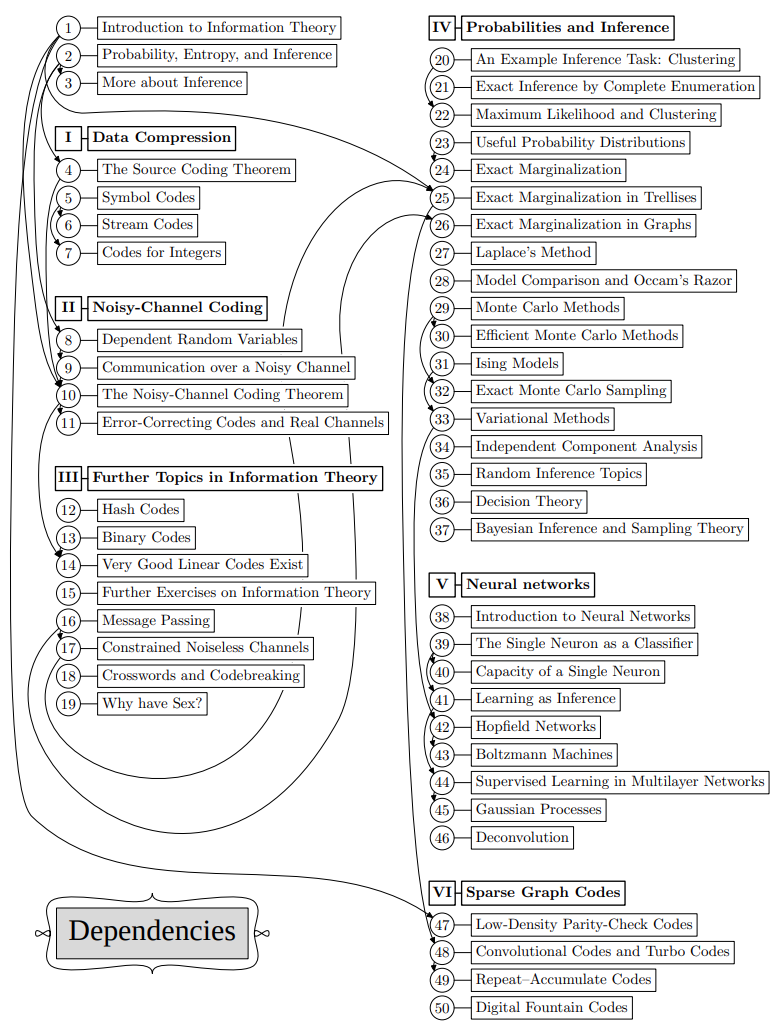 1 Introduction to Information Theory
2 Probability, Entropy, and Inference
3 More about Inference
I Data Compression
4 The Source Coding Theorem
5 Symbol Codes
6 Stream Codes
7 Codes for Integers
II Noisy-Channel Coding
8 Dependent Random Variables
9 Communication over a Noisy Channel
10 The Noisy-Channel Coding Theorem
11 Error-Correcting Codes and Real Channels
III Further Topics in Information Theory
12 Hash Codes
13 Binary Codes
14 Very Good Linear Codes Exist
15 Further Exercises on Information Theory
16 Message Passing
17 Constrained Noiseless Channels
18 Crosswords and Codebreaking
19 Why have Sex?
Dependencies
IV Probabilities and Inference
20 An Example Inference Task: Clustering
21 Exact Inference by Complete Enumeration
22 Maximum Likelihood and Clustering
23 Useful Probability Distributions
24 Exact Marginalization
25 Exact Marginalization in Trellises
26 Exact Marginalization in Graphs
27 Laplace's Method
28 Model Comparison and Occam's Razor
29 Monte Carlo Methods
30 Efficient Monte Carlo Methods
31 Ising Models
32 Exact Monte Carlo Sampling
33 Variational Methods
34 Independent Component Analysis
35 Random Inference Topics
36 Decision Theory
37 Bayesian Inference and Sampling Theory
V Neural networks
38 Introduction to Neural Networks
39 The Single Neuron as a Classifier
40 Capacity of a Single Neuron
41 Learning as Inference
42 Hopfield Networks
43 Boltzmann Machines
44 Supervised Learning in Multilayer Networks
45 Gaussian Processes
46 Deconvolution
VI Sparse Graph Codes
47 Low-Density Parity-Check Codes
48 Convolutional Codes and Turbo Codes
49 Repeat–Accumulate Codes
50 Digital Fountain Codes